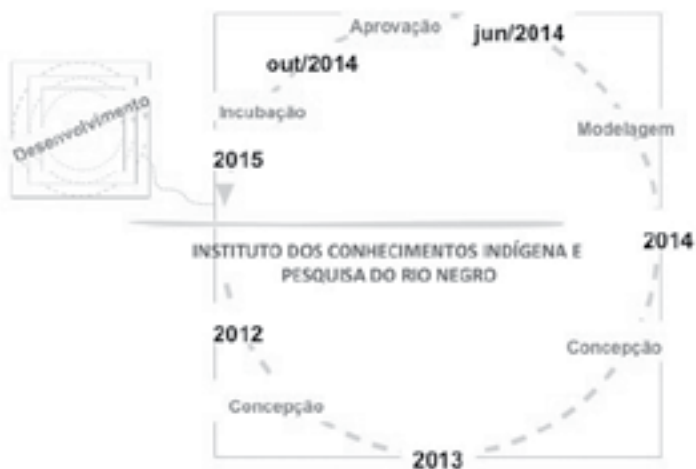 Aprovação
jun/2014
out/2014
Desenvolvimento
Incubação
Modelagem
2015
2014
INSTITUTO DOS CONHECIMENTOS INDÍGENA E
PESQUISA DO RIO NEGRO
2012
Concepção
Concepção
2013